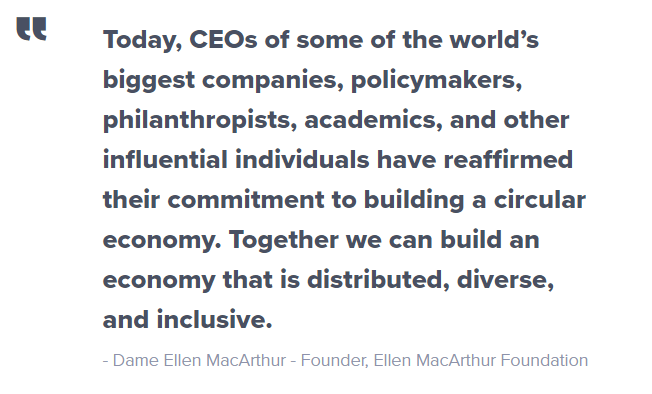 Today, CEOs of some of the world’s
biggest companies, policymakers,
philanthropists, academics, and other
influential individuals have reaffirmed
their commitment to building a circular
economy. Together we can build an
economy that is distributed, diverse,
and inclusive.
- Dame Ellen MacArthur - Founder, Ellen MacArthur Foundation